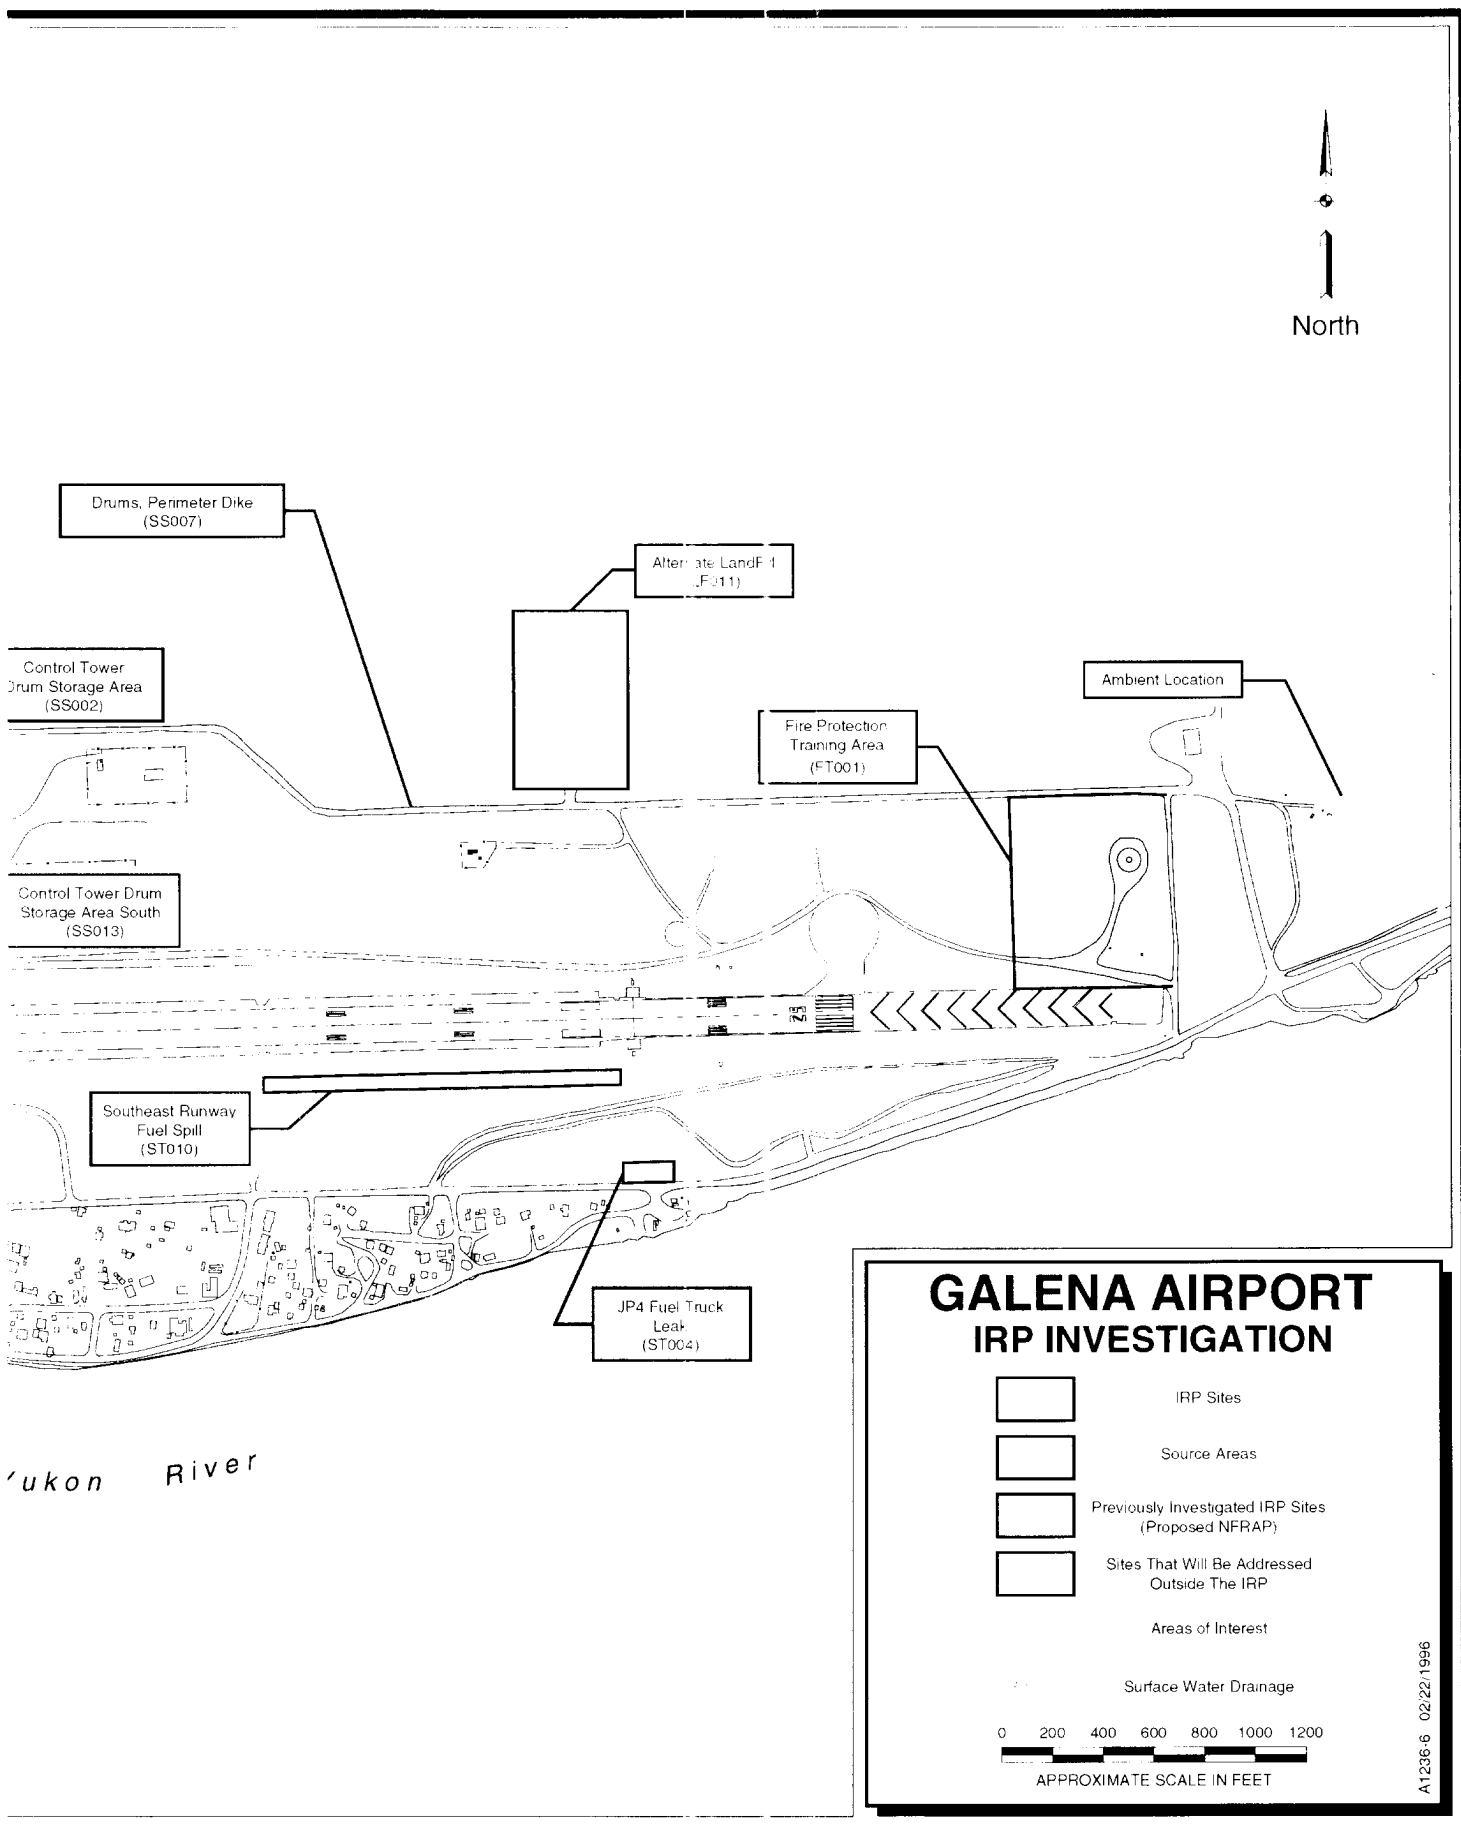 North
Drums, Perimeter Dike
(SS007)
Control Tower
Drum Storage Area
(SS002)
Ambient Location
Fire Protection
Training Area
(FT001)
Control Tower Drum
Storage Area South
(SS013)
25
Southeast Runway
Fuel Spill
(ST010)
JP4 Fuel Truck
Leak
(ST004)
River
GALENA AIRPORT
IRP INVESTIGATION
IRP Sites
Source Areas
Previously Investigated IRP Sites
(Proposed NFRAP)
Sites That Will Be Addressed
Outside The IRP
Areas of Interest
Surface Water Drainage
0 200 400 600 800 1000 1200
APPROXIMATE SCALE IN FEET
A1236-6 02/22/1996